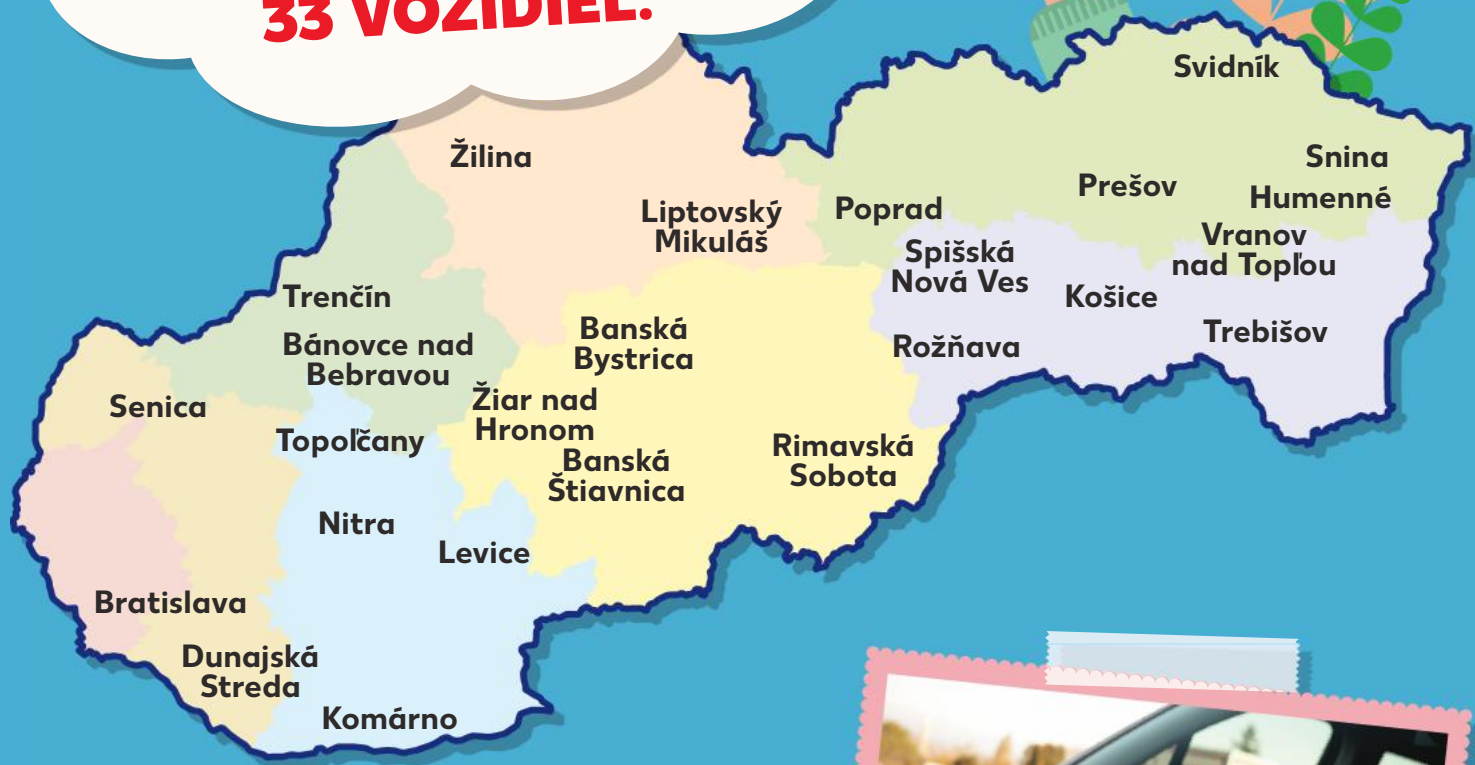 33 VOZIDIEL.
Svidník
Žilina
Snina
Prešov
Humenné
Liptovský
Mikuláš
Poprad
Vranov
nad Topľou
Spišská
Nová Ves
Košice
Trenčín
Banská
Bystrica
Trebišov
Rožňava
Bánovce nad
Bebravou
Senica
Žiar nad
Hronom
Topoľčany
Rimavská
Sobota
Banská
Štiavnica
Nitra
Levice
Bratislava
Dunajská
Streda
Komárno